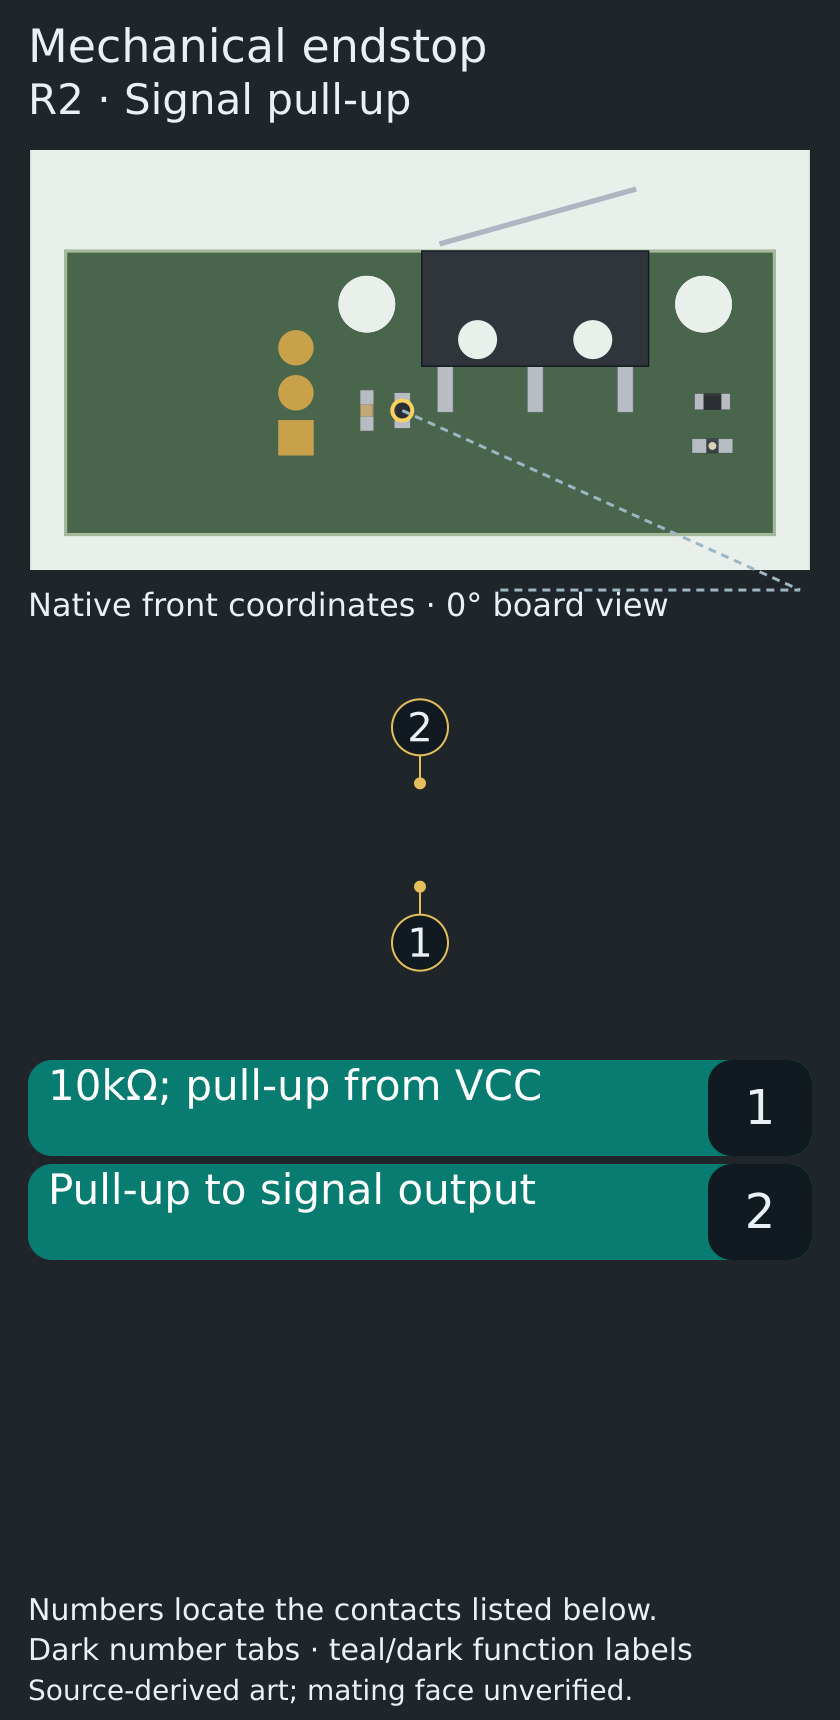 Mechanical endstop
R2 · Signal pull-up
Native front coordinates · 0° board view
2
1
10kΩ; pull-up from VCC 1
Pull-up to signal output 2
Numbers locate the contacts listed below.
Dark number tabs · teal/dark function labels
Source-derived art; mating face unverified.